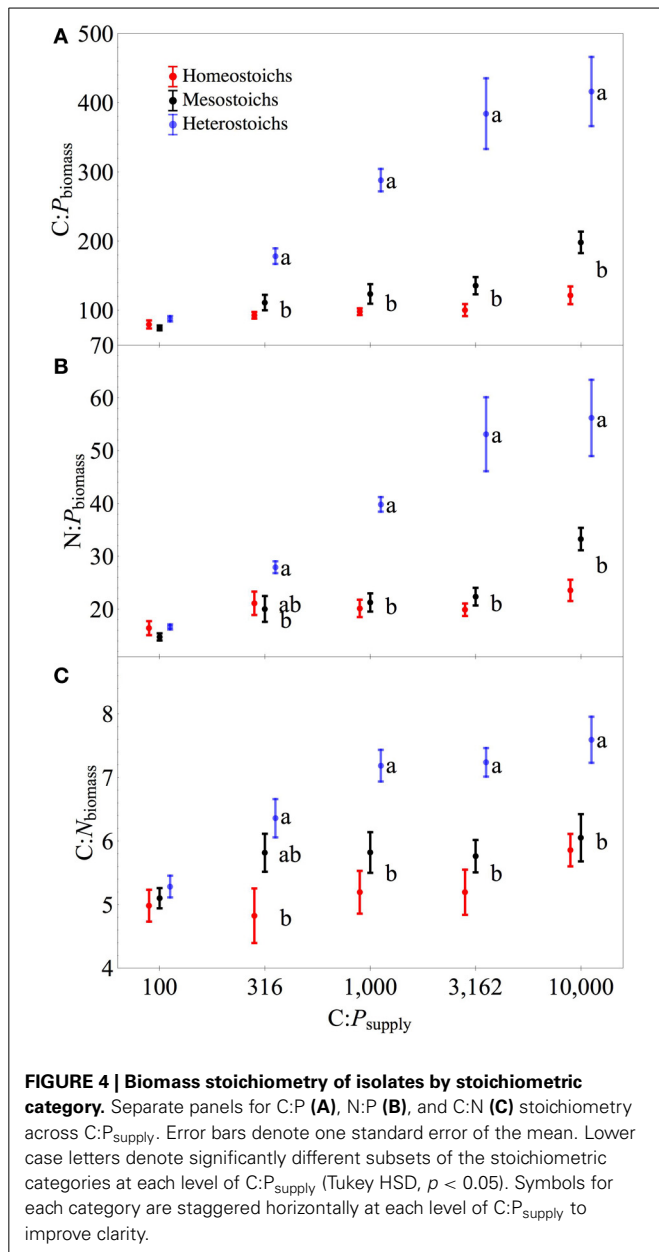 A
500
400
300
200
100
70
C:P biomass
Homeostoichs
Mesostoichs
Heterostoichs
a
b
a
b
a
b
a
b
B
60
50
40
30
20
N:P biomass
a
ab
b
a
b
a
b
a
b
C
8
7
6
5
4
C:N biomass
a
ab
b
a
b
a
b
a
b
100 316 1,000 3,162 10,000
C:P supply
FIGURE 4 | Biomass stoichiometry of isolates by stoichiometric
category. Separate panels for C:P (A), N:P (B), and C:N (C) stoichiometry
across C:Psupply. Error bars denote one standard error of the mean. Lower
case letters denote significantly different subsets of the stoichiometric
categories at each level of C:Psupply (Tukey HSD, p < 0.05). Symbols for
each category are staggered horizontally at each level of C:Psupply to
improve clarity.